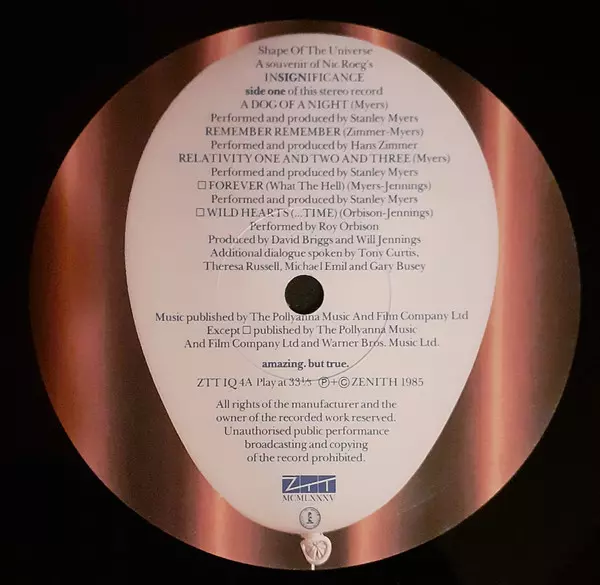 Shape Of The Universe
A souvenir of Nic Roeg's
INSIGNIFICANCE
side one of this stereo record
A DOG OF A NIGHT (Myers)
Performed and produced by Stanley Myers
REMEMBER REMEMBER (Zimmer-Myers)
Performed and produced by Hans Zimmer
RELATIVITY ONE AND TWO AND THREE (Myers)
Performed and produced by Stanley Myers
☐ FOREVER (What The Hell) (Myers-Jennings)
Performed and produced by Stanley Myers
☐ WILD HEARTS (...TIME) (Orbison-Jennings)
Performed by Roy Orbison
Produced by David Briggs and Will Jennings
Additional dialogue spoken by Tony Curtis,
Theresa Russell, Michael Emil and Gary Busey
Music published by The Pollyanna Music And Film Company Ltd
Except ☐ published by The Pollyanna Music
And Film Company Ltd and Warner Bros. Music Ltd.
amazing. but true.
ZTT IQ 4A Play at 33⅓ ℗+© ZENITH 1985
All rights of the manufacturer and the
owner of the recorded work reserved.
Unauthorised public performance
broadcasting and copying
of the record prohibited.
ZTT
MCMLXXXV